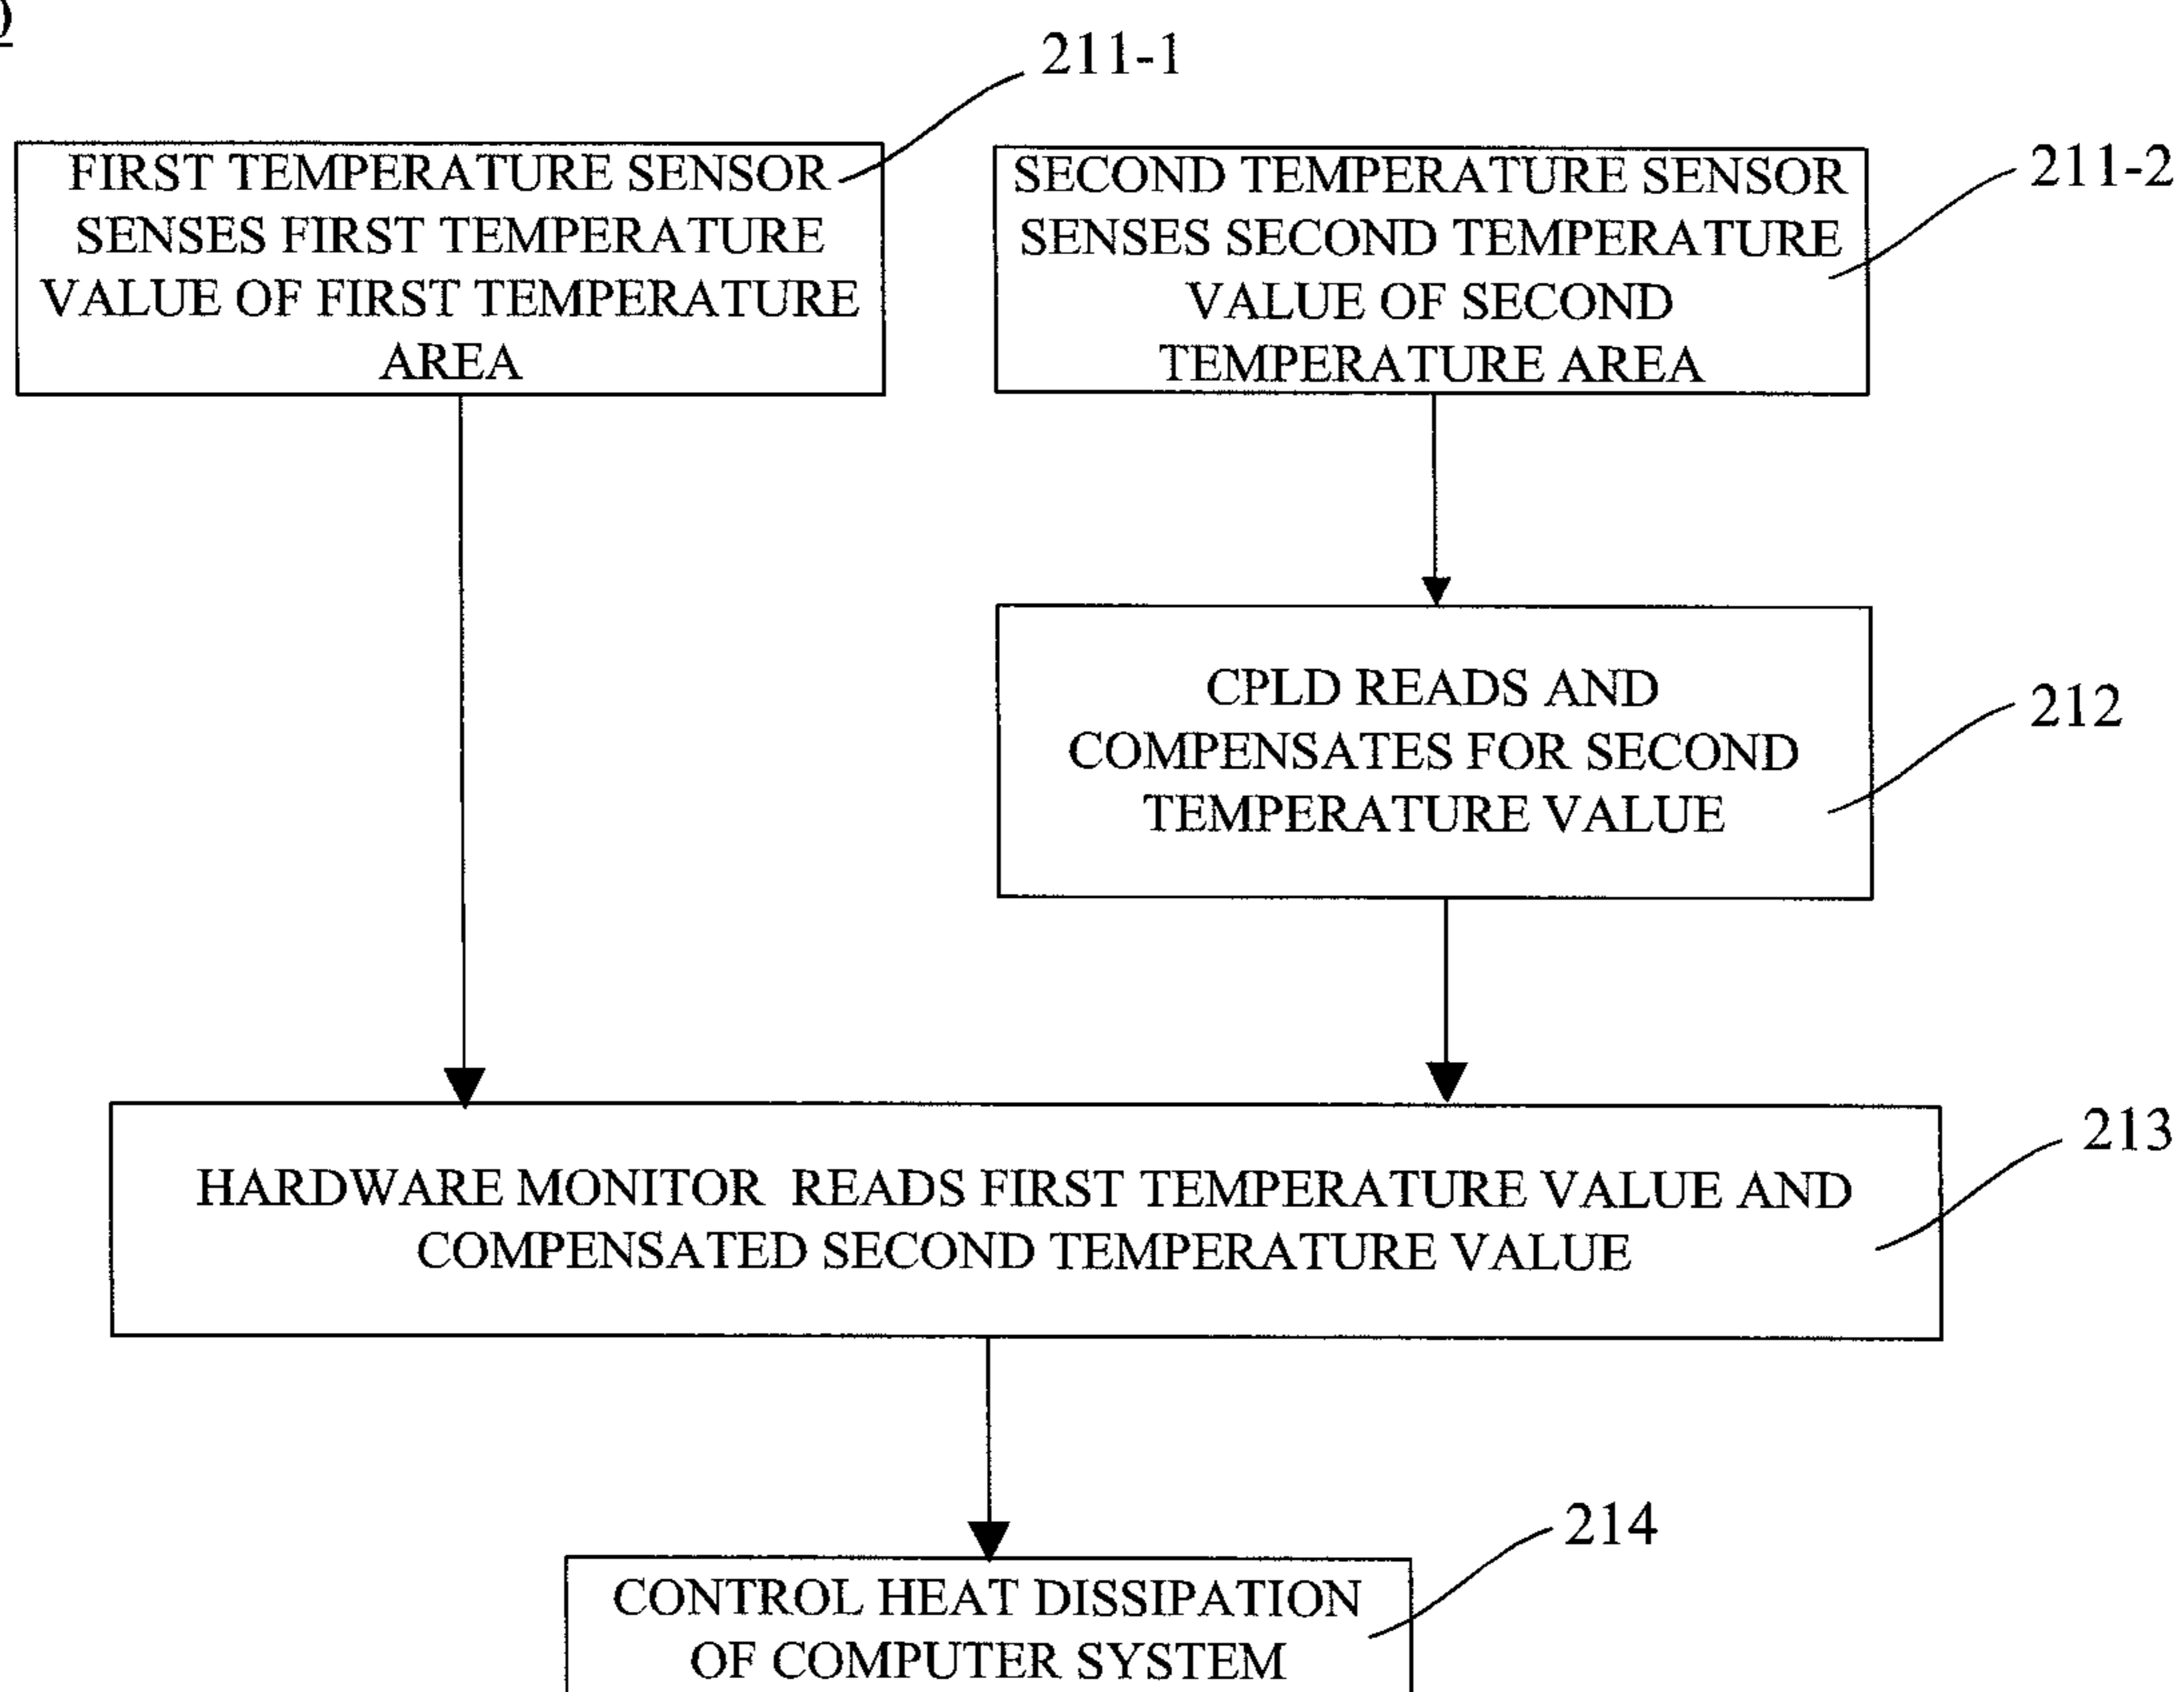 211-1
FIRST TEMPERATURE SENSOR
SENSES FIRST TEMPERATURE
VALUE OF FIRST TEMPERATURE
AREA
SECOND TEMPERATURE SENSOR
SENSES SECOND TEMPERATURE
VALUE OF SECOND
TEMPERATURE AREA
211-2
CPLD READS AND
COMPENSATES FOR SECOND
TEMPERATURE VALUE
212
HARDWARE MONITOR READS FIRST TEMPERATURE VALUE AND
COMPENSATED SECOND TEMPERATURE VALUE
213
214
CONTROL HEAT DISSIPATION
OF COMPUTER SYSTEM